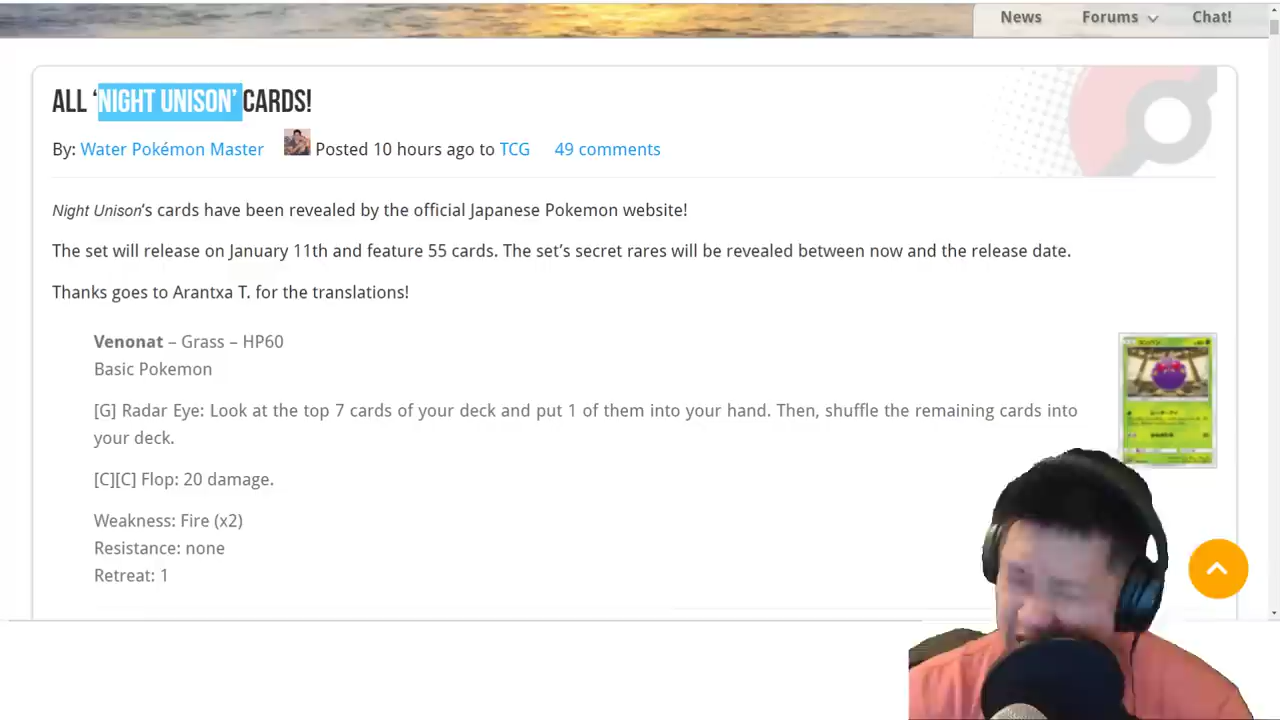 News Forums Chat!
ALL ‘NIGHT UNISON’ CARDS!
By: Water Pokémon Master Posted 10 hours ago to TCG 49 comments
Night Unison‘s cards have been revealed by the official Japanese Pokemon website!
The set will release on January 11th and feature 55 cards. The set’s secret rares will be revealed between now and the release date.
Thanks goes to Arantxa T. for the translations!
Venonat – Grass – HP60
Basic Pokemon
[G] Radar Eye: Look at the top 7 cards of your deck and put 1 of them into your hand. Then, shuffle the remaining cards into
your deck.
[C][C] Flop: 20 damage.
Weakness: Fire (x2)
Resistance: none
Retreat: 1